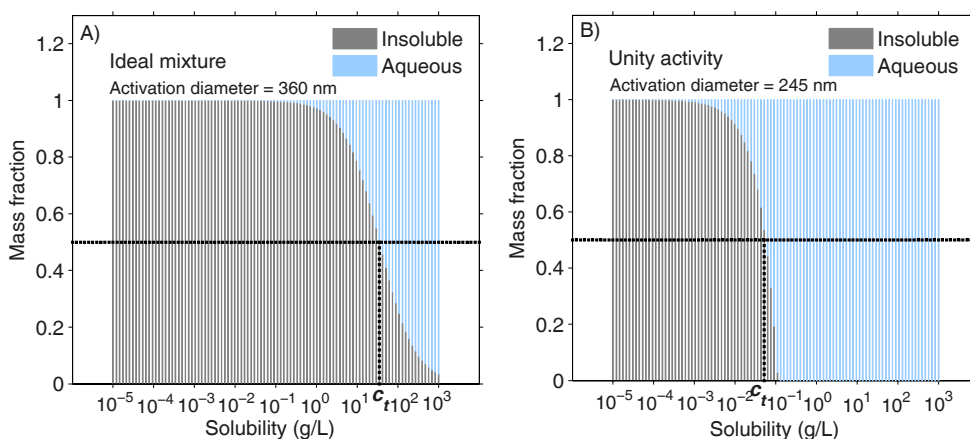 A)
Insoluble
Aqueous
Ideal mixture
Activation diameter = 360 nm
Mass fraction
1.2
1
0.8
0.6
0.4
0.2
0
10⁻⁵ 10⁻⁴ 10⁻³ 10⁻² 10⁻¹ 10⁰ 10¹ cₜ 10² 10³
Solubility (g/L)
B)
Insoluble
Aqueous
Unity activity
Activation diameter = 245 nm
Mass fraction
1.2
1
0.8
0.6
0.4
0.2
0
10⁻⁵ 10⁻⁴ 10⁻³ 10⁻² cₜ 10⁻¹ 10⁰ 10¹ 10² 10³
Solubility (g/L)